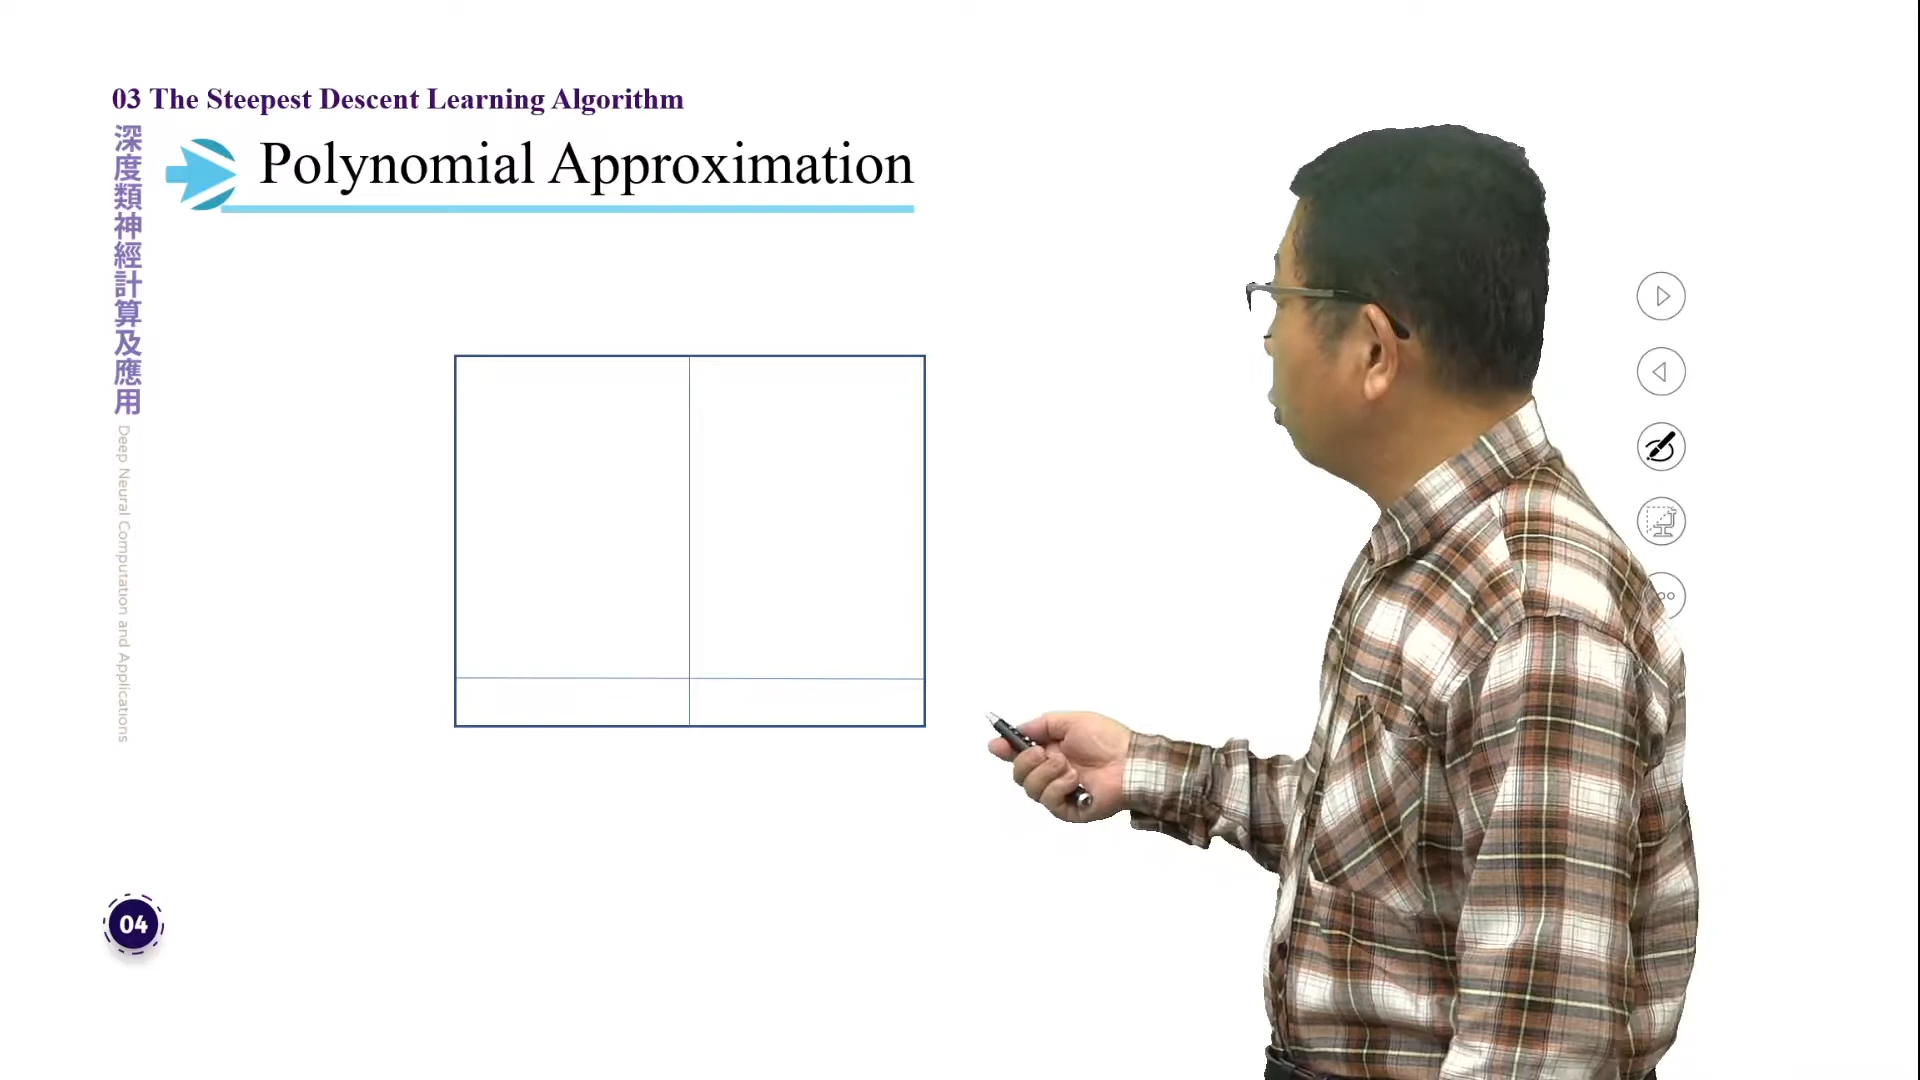 03 The Steepest Descent Learning Algorithm
Polynomial Approximation
深度類神經計算及應用
Deep Neural Computation and Applications
04